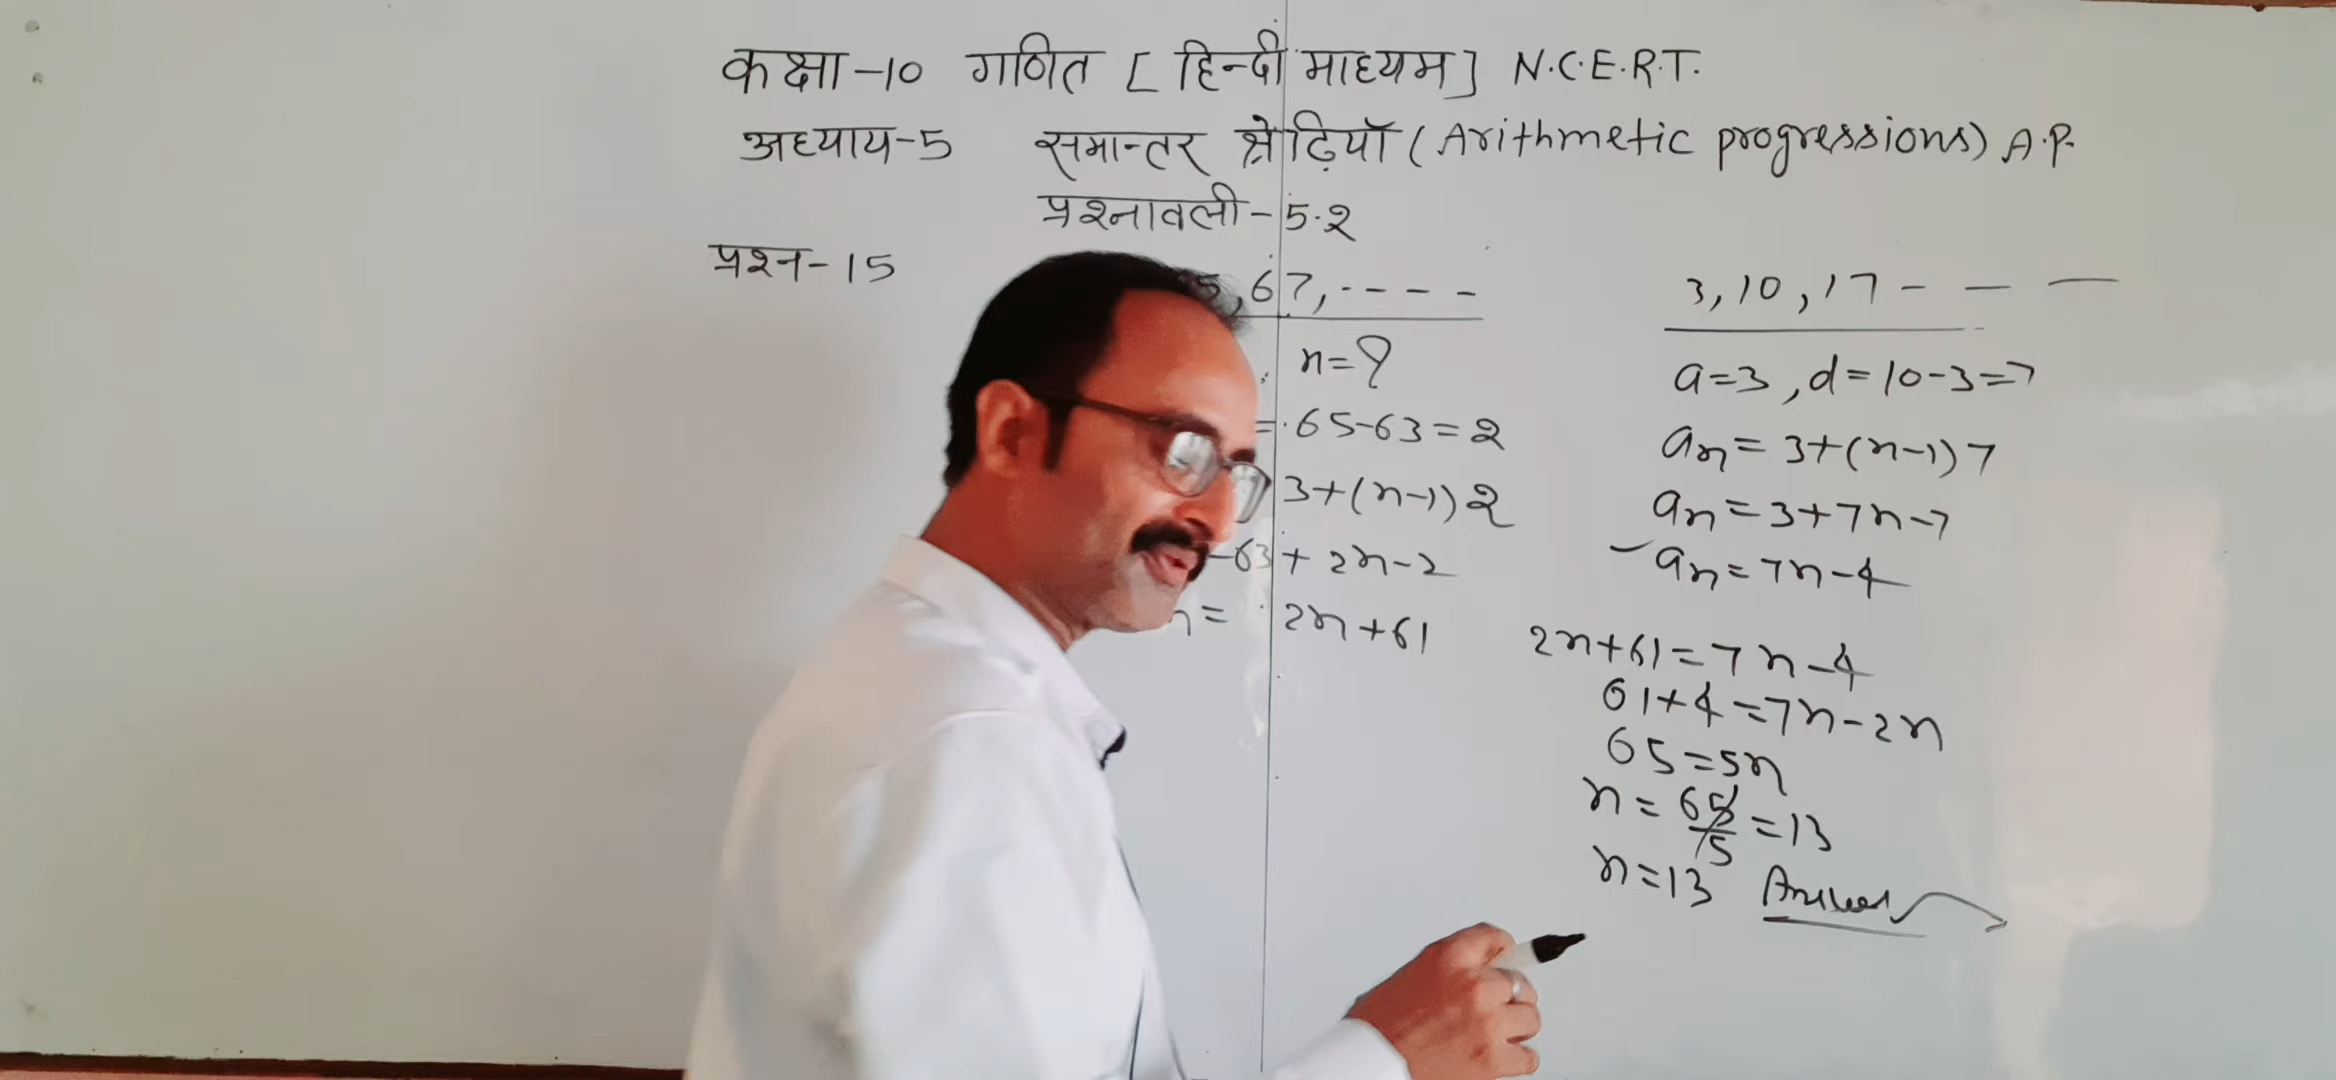 कक्षा-10 गणित [हिन्दी माध्यम] N.C.E.R.T.
अध्याय-5 समान्तर श्रेढ़ियाँ (Arithmetic progressions) A.P.
प्रश्नावली-5.2
प्रश्न-15
5, 67, ----
n=?
= 65-63=2
3+(n-1)2
-63+2n-2
n= 2n+61
3, 10, 17 - - -
a=3, d=10-3=7
an=3+(n-1)7
an=3+7n-7
an=7n-4
2n+61=7n-4
61+4=7n-2n
65=5n
n=65/5=13
n=13 Answer